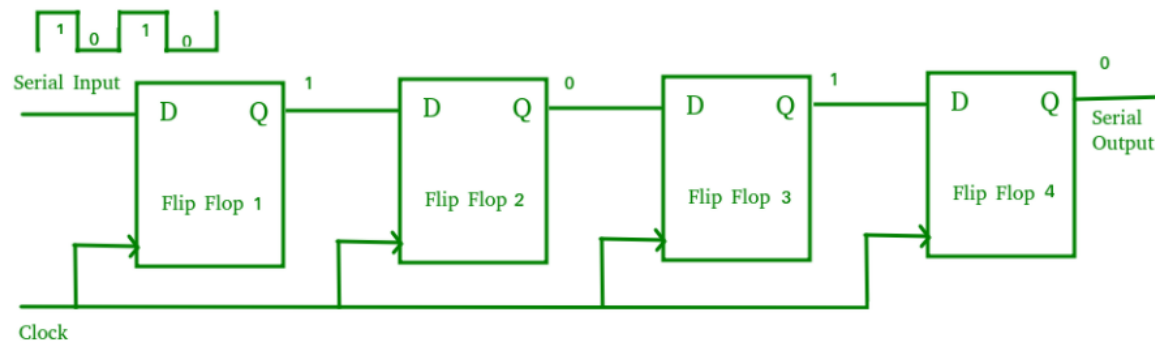 1 0 1 0
Serial Input
1
0
1
0
D Q
D Q
D Q
D Q
Serial
Output
Flip Flop 1
Flip Flop 2
Flip Flop 3
Flip Flop 4
Clock